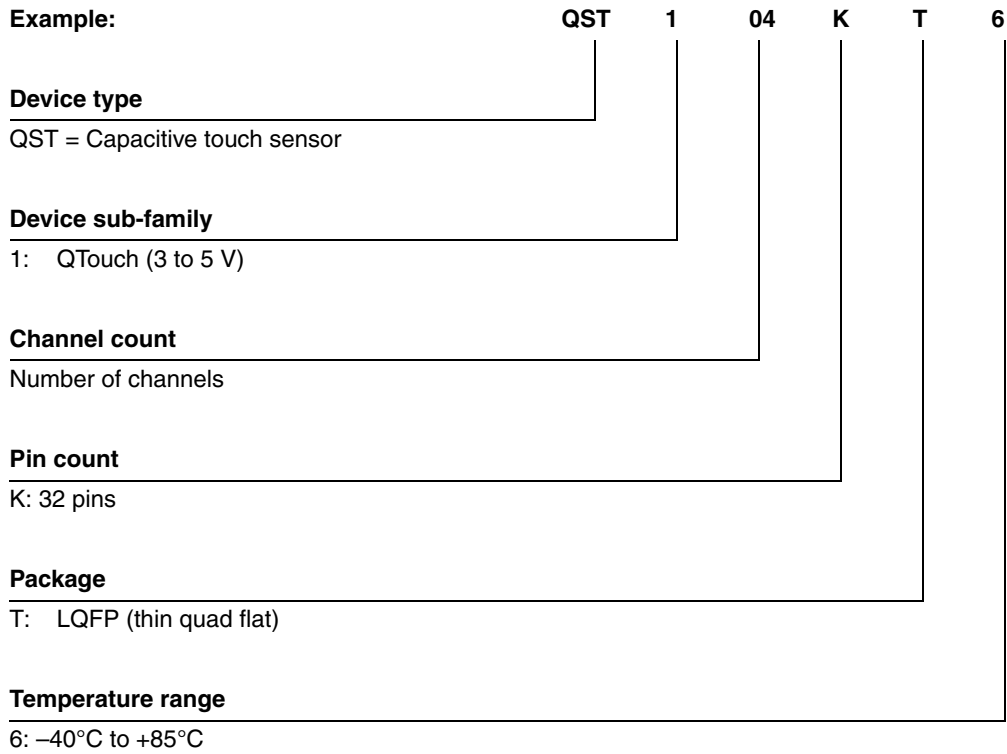 Example: QST 1 04 K T 6
Device type
QST = Capacitive touch sensor
Device sub-family
1: QTouch (3 to 5 V)
Channel count
Number of channels
Pin count
K: 32 pins
Package
T: LQFP (thin quad flat)
Temperature range
6: –40°C to +85°C